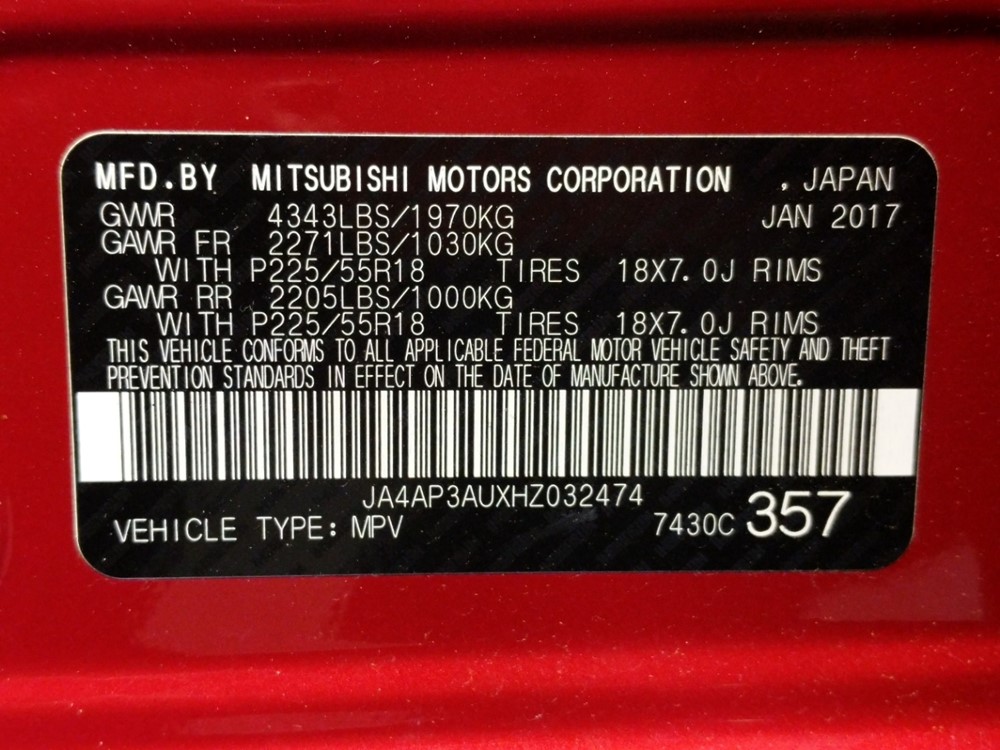 MFD.BY MITSUBISHI MOTORS CORPORATION , JAPAN
GVWR 4343LBS/1970KG JAN 2017
GAWR FR 2271LBS/1030KG
WITH P225/55R18 TIRES 18X7.0J RIMS
GAWR RR 2205LBS/1000KG
WITH P225/55R18 TIRES 18X7.0J RIMS
THIS VEHICLE CONFORMS TO ALL APPLICABLE FEDERAL MOTOR VEHICLE SAFETY AND THEFT
PREVENTION STANDARDS IN EFFECT ON THE DATE OF MANUFACTURE SHOWN ABOVE.
JA4AP3AUXHZ032474
VEHICLE TYPE: MPV 7430C 357